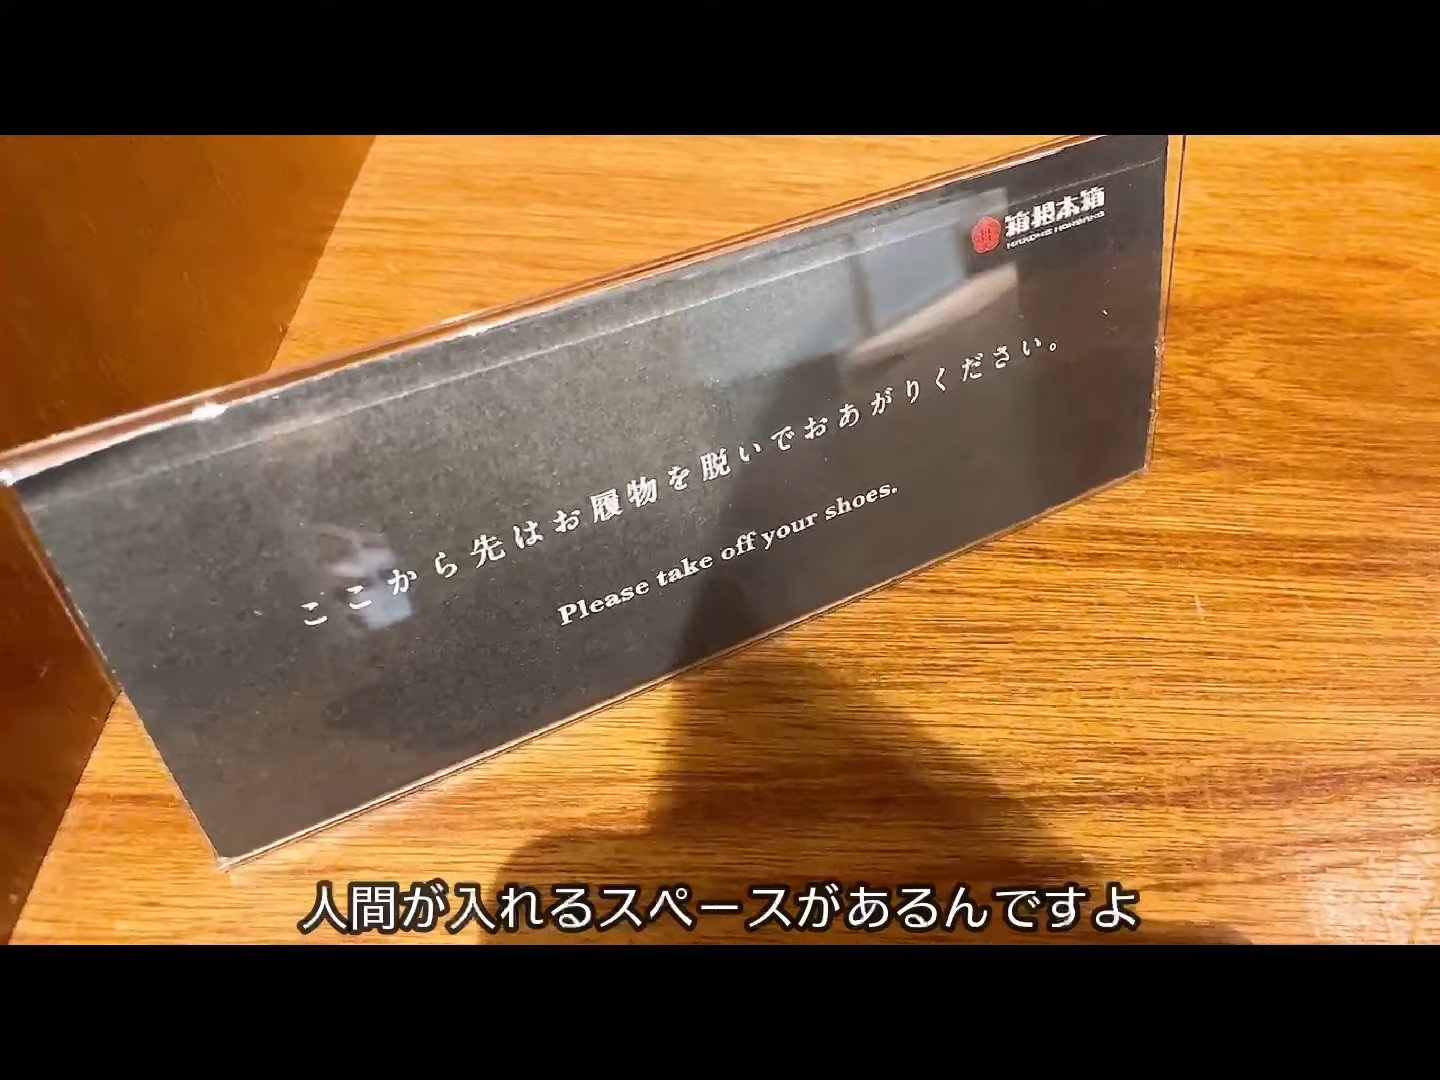 箱根本箱
HAKONE HONBAKO
ここから先はお履物を脱いでおあがりください。
Please take off your shoes.
人間が入れるスペースがあるんですよ